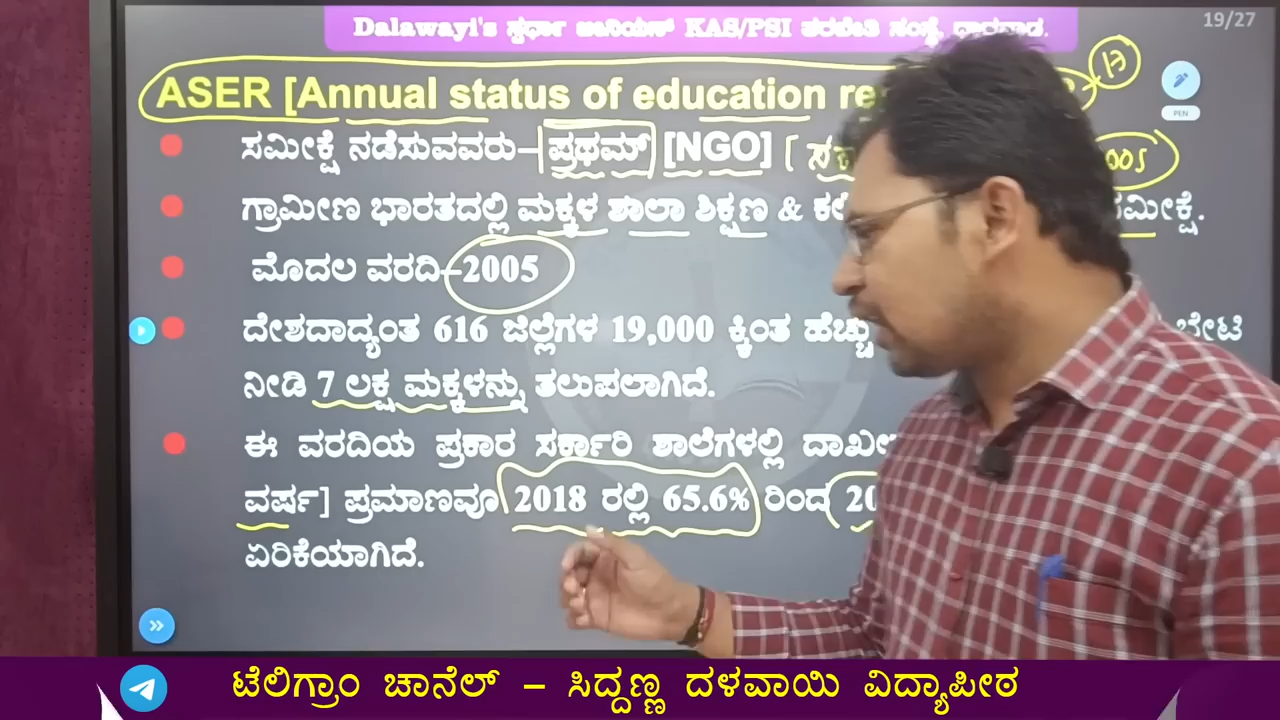 Dalawayi's ಸ್ಪರ್ಧಾ ಜೀನಿಯಸ್ KAS/PSI ತರಬೇತಿ ಸಂಸ್ಥೆ, ಧಾರವಾಡ.
19/27
ASER [Annual status of education re
17
PEN
ಸಮೀಕ್ಷೆ ನಡೆಸುವವರು–ಪ್ರಥಮ್ [NGO] [
ಗ್ರಾಮೀಣ ಭಾರತದಲ್ಲಿ ಮಕ್ಕಳ ಶಾಲಾ ಶಿಕ್ಷಣ & ಕಲಿ ಸಮೀಕ್ಷೆ.
ಮೊದಲ ವರದಿ–2005
ದೇಶದಾದ್ಯಂತ 616 ಜಿಲ್ಲೆಗಳ 19,000 ಕ್ಕಿಂತ ಹೆಚ್ಚು ಬೇಟಿ
ನೀಡಿ 7 ಲಕ್ಷ ಮಕ್ಕಳನ್ನು ತಲುಪಲಾಗಿದೆ.
ಈ ವರದಿಯ ಪ್ರಕಾರ ಸರ್ಕಾರಿ ಶಾಲೆಗಳಲ್ಲಿ
ವರ್ಷ] ಪ್ರಮಾಣವೂ 2018 ರಲ್ಲಿ 65.6% ರಿಂದ 20
ಏರಿಕೆಯಾಗಿದೆ.
ಟೆಲಿಗ್ರಾಂ ಚಾನೆಲ್ – ಸಿದ್ದಣ್ಣ ದಳವಾಯಿ ವಿದ್ಯಾಪೀಠ